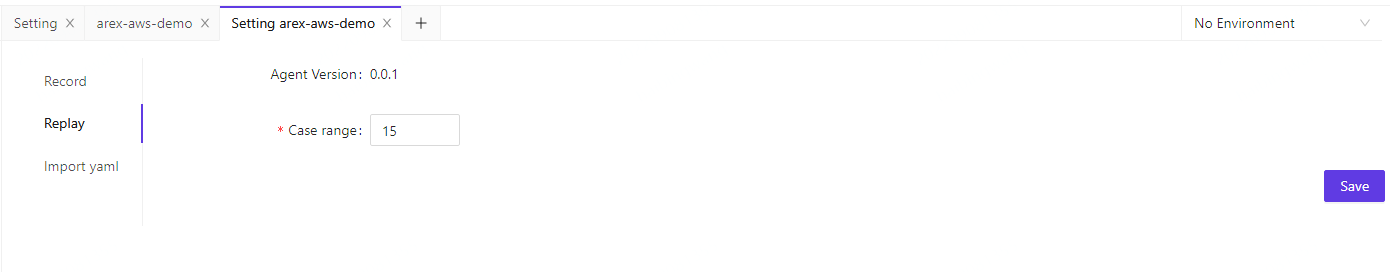 Setting
arex-aws-demo
Setting arex-aws-demo
No Environment
Record
Replay
Import yaml
Agent Version: 0.0.1
* Case range: 15
Save